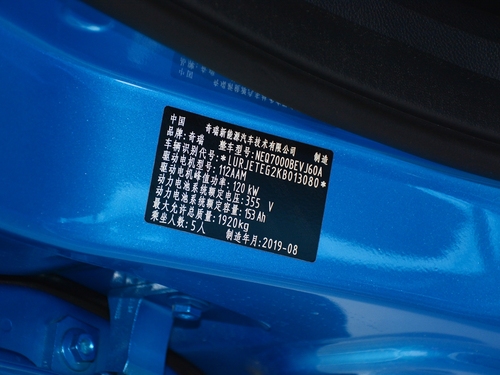 中国 奇瑞新能源汽车技术有限公司 制造
品牌:奇瑞 整车型号:NEQ7000BEVJ60A
车辆识别代号:*LURJETEG2KB013080*
驱动电机型号:112AAM
驱动电机峰值功率:120 kW
动力电池系统额定电压:355 V
动力电池系统额定容量:153 Ah
最大允许总质量:1920kg
乘坐人数:5人 制造年月:2019-08